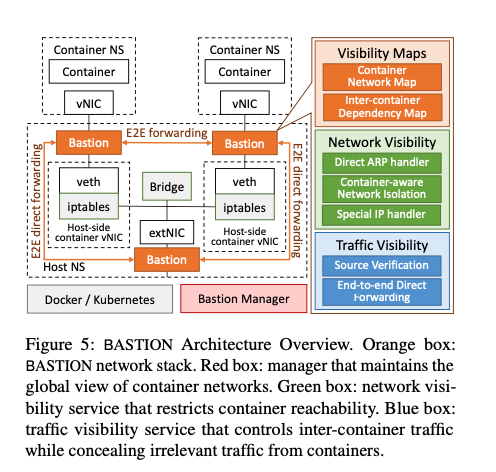 Container NS
Container
vNIC
Container NS
Container
vNIC
Bastion
E2E forwarding
Bastion
E2E direct forwarding
E2E direct forwarding
veth
iptables
Host-side
container vNIC
Bridge
extNIC
Bastion
veth
iptables
Host-side
container vNIC
Host NS
Docker / Kubernetes
Bastion Manager
Visibility Maps
Container
Network Map
Inter-container
Dependency Map
Network Visibility
Direct ARP handler
Container-aware
Network Isolation
Special IP handler
Traffic Visibility
Source Verification
End-to-end Direct
Forwarding
Figure 5: BASTION Architecture Overview. Orange box:
BASTION network stack. Red box: manager that maintains the
global view of container networks. Green box: network visi-
bility service that restricts container reachability. Blue box:
traffic visibility service that controls inter-container traffic
while concealing irrelevant traffic from containers.